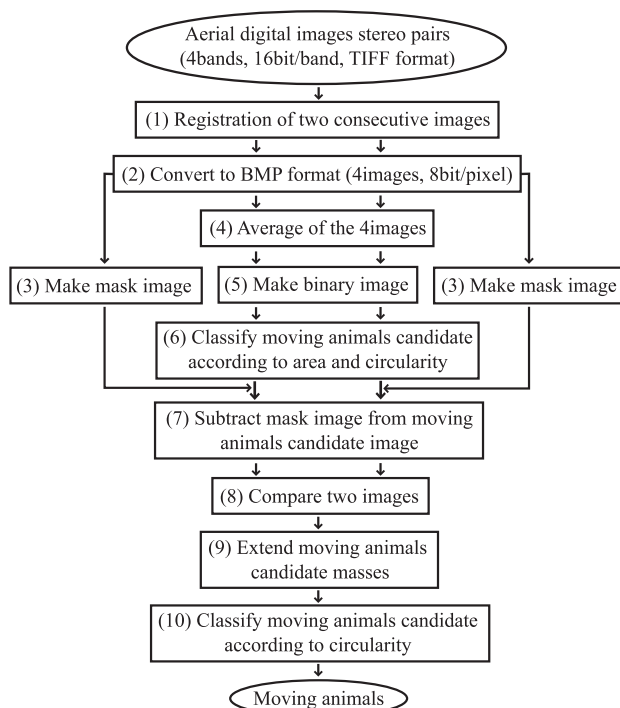 Aerial digital images stereo pairs
(4bands, 16bit/band, TIFF format)
(1) Registration of two consecutive images
(2) Convert to BMP format (4images, 8bit/pixel)
(4) Average of the 4images
(3) Make mask image
(5) Make binary image
(3) Make mask image
(6) Classify moving animals candidate
according to area and circularity
(7) Subtract mask image from moving
animals candidate image
(8) Compare two images
(9) Extend moving animals
candidate masses
(10) Classify moving animals candidate
according to circularity
Moving animals